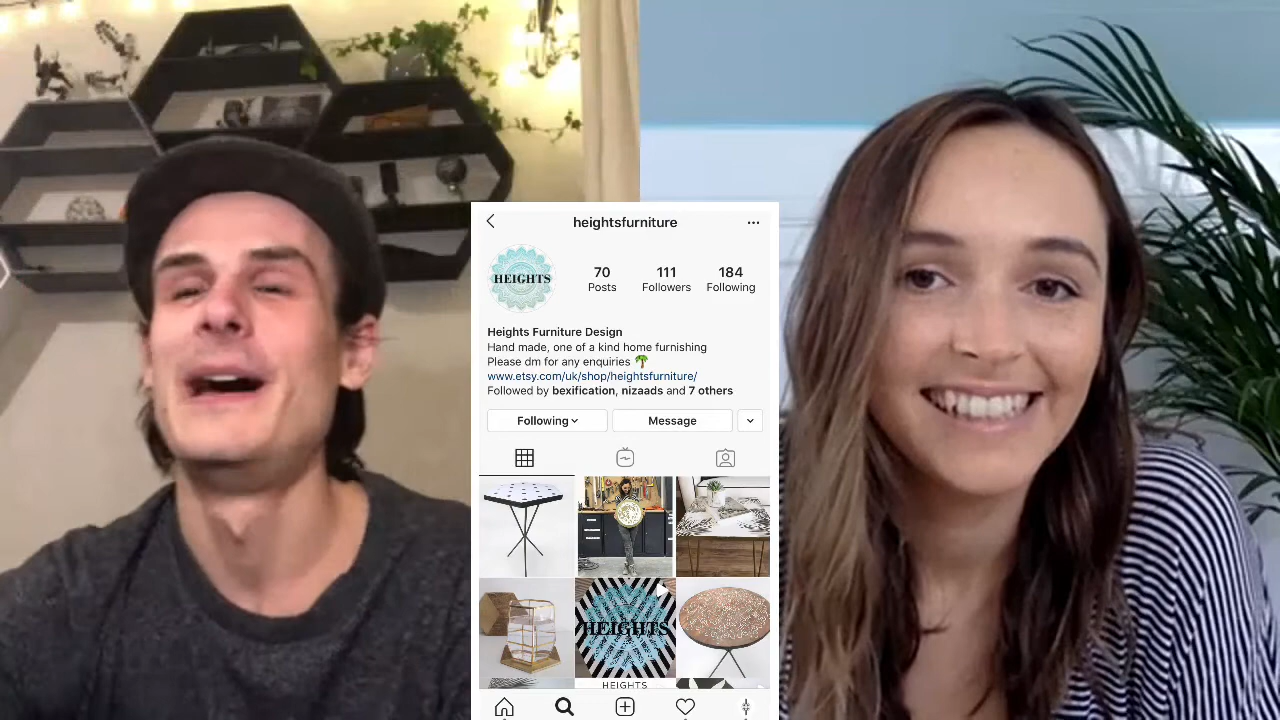 heightsfurniture
HEIGHTS
70
111
184
Posts
Followers
Following
Heights Furniture Design
Hand made, one of a kind home furnishing
Please dm for any enquiries 🌴
www.etsy.com/uk/shop/heightsfurniture/
Followed by bexification, nizaads and 7 others
Following
Message
HEIGHTS
HEIGHTS